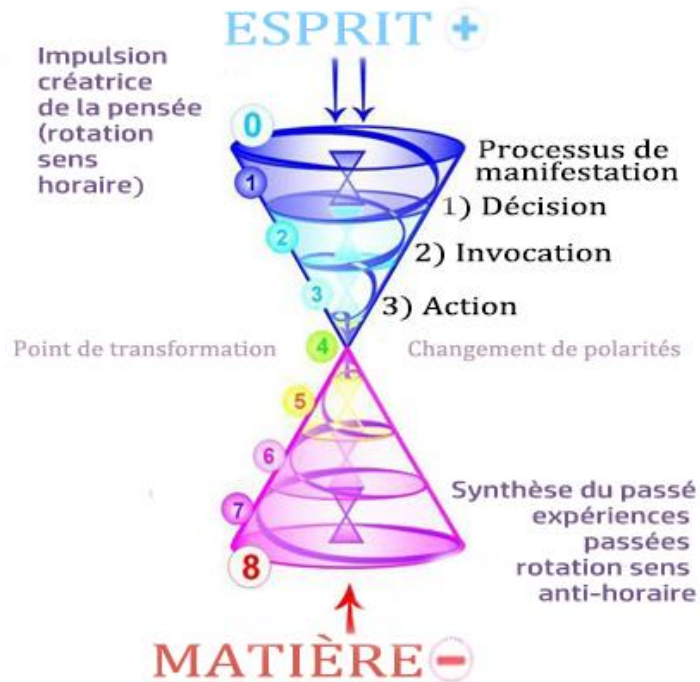 ESPRIT +
Impulsion
créatrice
de la pensée
(rotation
sens
horaire)
0
Processus de
manifestation
1
1) Décision
2
2) Invocation
3
3) Action
Point de transformation
4
Changement de polarités
5
6
7
Synthèse du passé
expériences
passées
rotation sens
anti-horaire
8
MATIÈRE −